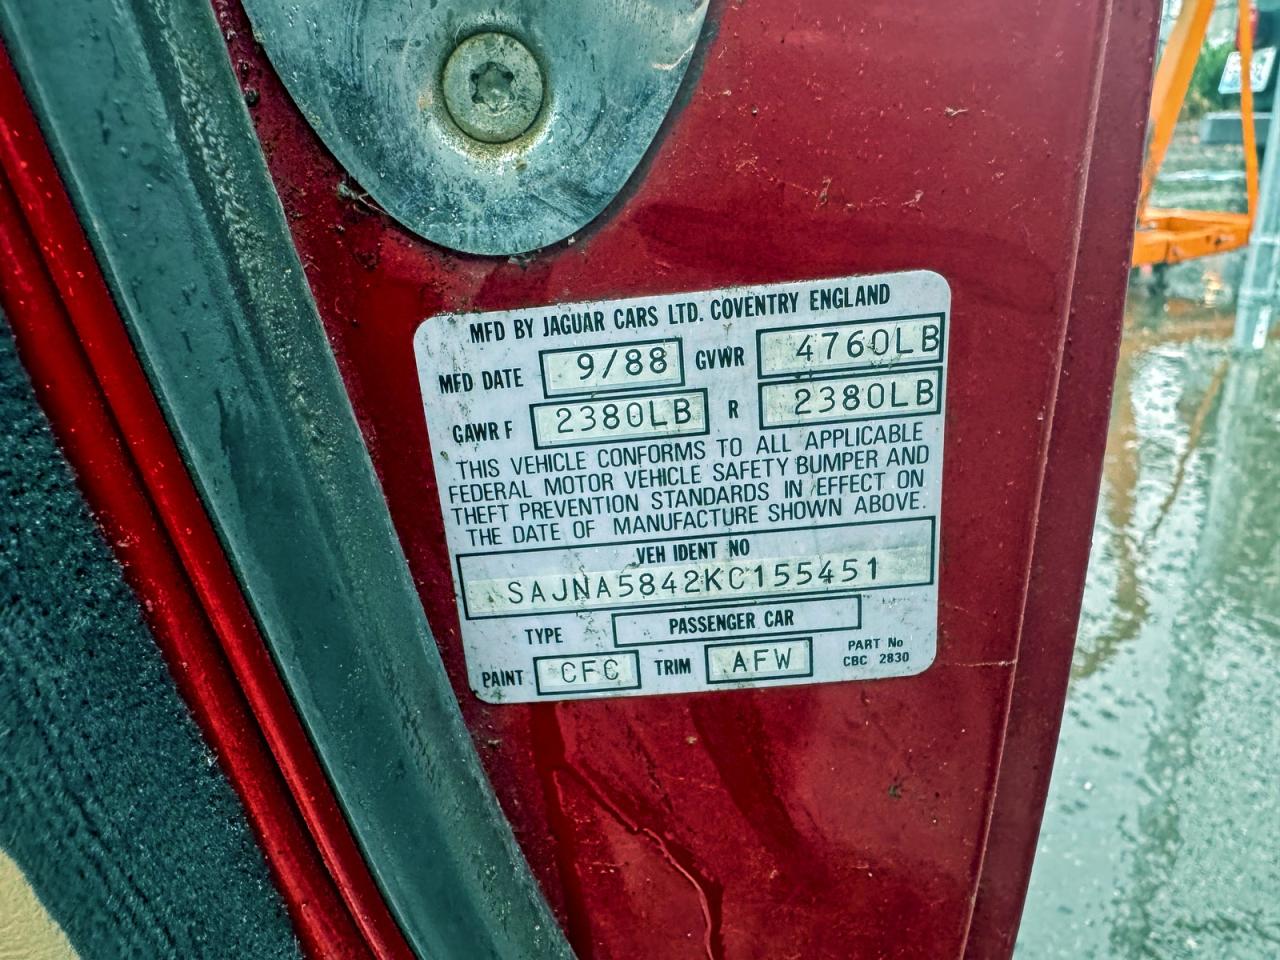 MFD BY JAGUAR CARS LTD. COVENTRY ENGLAND
MFD DATE 9/88 GVWR 4760LB
GAWR F 2380LB R 2380LB
THIS VEHICLE CONFORMS TO ALL APPLICABLE
FEDERAL MOTOR VEHICLE SAFETY BUMPER AND
THEFT PREVENTION STANDARDS IN EFFECT ON
THE DATE OF MANUFACTURE SHOWN ABOVE.
VEH IDENT NO
SAJNA5842KC155451
TYPE PASSENGER CAR
PAINT CFC TRIM AFW PART No CBC 2830